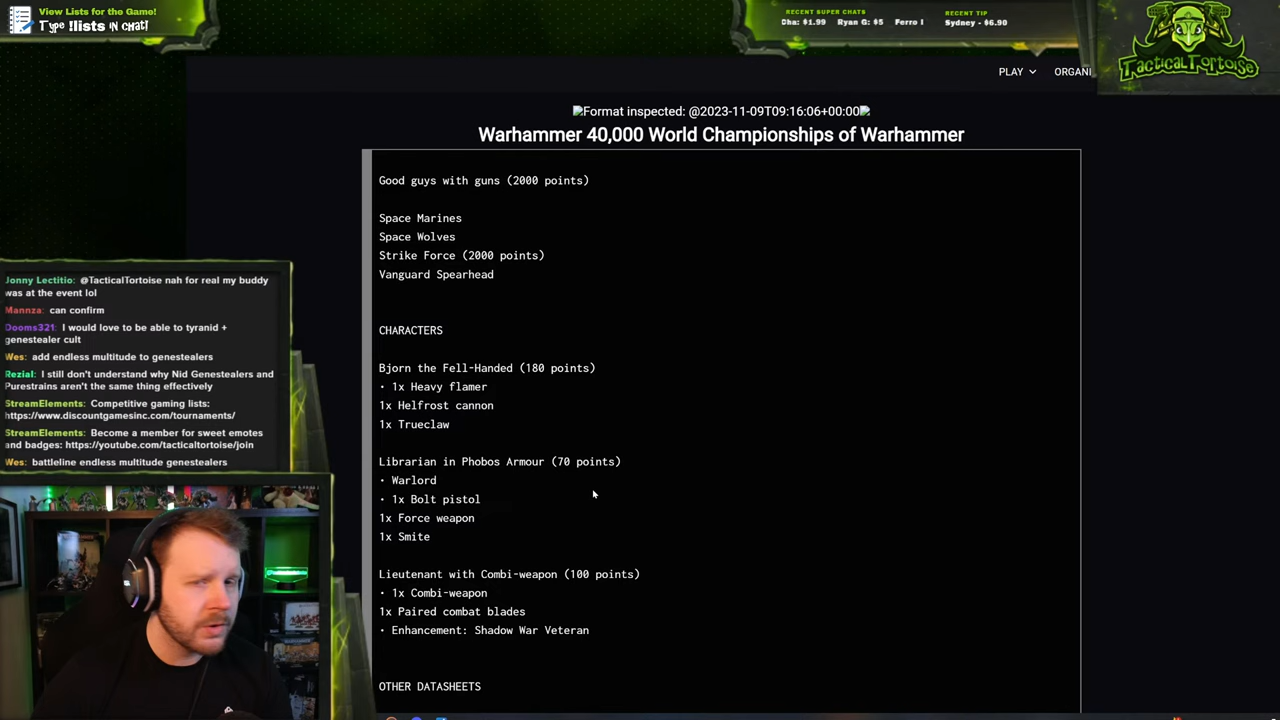 View Lists for the Game!
Type !lists in chat!
RECENT SUPER CHATS
Cha: $1.99 Ryan G: $5 Ferro
RECENT TIP
Sydney - $6.90
TACTICALTORTOISE
PLAY
ORGANI
Format inspected: @2023-11-09T09:16:06+00:00
Warhammer 40,000 World Championships of Warhammer
Good guys with guns (2000 points)
Space Marines
Space Wolves
Strike Force (2000 points)
Vanguard Spearhead
CHARACTERS
Bjorn the Fell-Handed (180 points)
• 1x Heavy flamer
1x Helfrost cannon
1x Trueclaw
Librarian in Phobos Armour (70 points)
• Warlord
• 1x Bolt pistol
1x Force weapon
1x Smite
Lieutenant with Combi-weapon (100 points)
• 1x Combi-weapon
1x Paired combat blades
• Enhancement: Shadow War Veteran
OTHER DATASHEETS
Jonny Lectitio: @TacticalTortoise nah for real my buddy
was at the event lol
Mannza: can confirm
Dooms321: I would love to be able to tyranid +
genestealer cult
Wes: add endless multitude to genestealers
Rezial: I still don't understand why Nid Genestealers and
Purestrains aren't the same thing effectively
StreamElements: Competitive gaming lists:
https://www.discountgamesinc.com/tournaments/
StreamElements: Become a member for sweet emotes
and badges: https://youtube.com/tacticaltortoise/join
Wes: battleline endless multitude genestealers